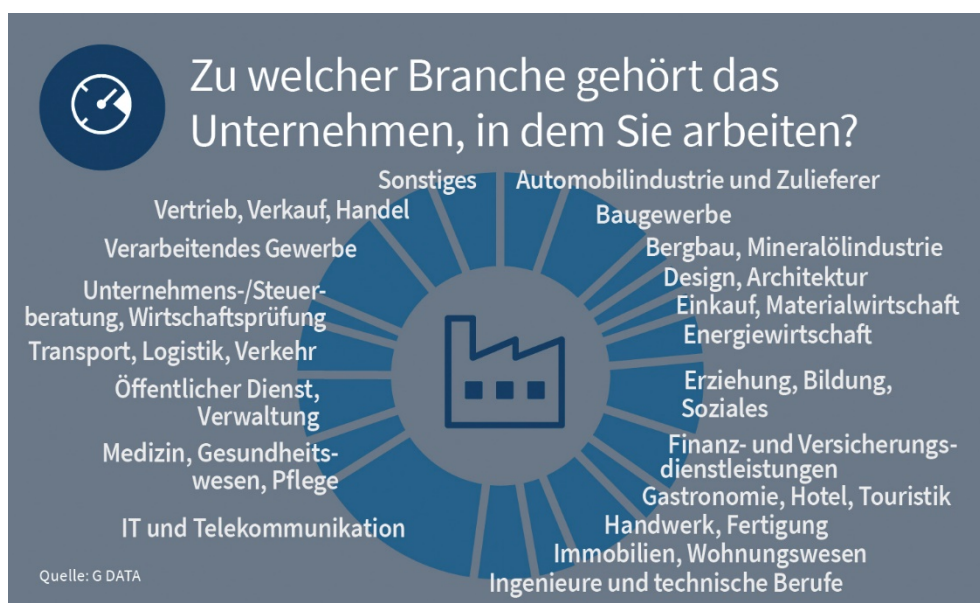 Zu welcher Branche gehört das
Unternehmen, in dem Sie arbeiten?
Sonstiges
Automobilindustrie und Zulieferer
Vertrieb, Verkauf, Handel
Baugewerbe
Verarbeitendes Gewerbe
Bergbau, Mineralölindustrie
Design, Architektur
Unternehmens-/Steuer-
beratung, Wirtschaftsprüfung
Einkauf, Materialwirtschaft
Energiewirtschaft
Transport, Logistik, Verkehr
Öffentlicher Dienst,
Verwaltung
Erziehung, Bildung,
Soziales
Medizin, Gesundheits-
wesen, Pflege
Finanz- und Versicherungs-
dienstleistungen
Gastronomie, Hotel, Touristik
IT und Telekommunikation
Handwerk, Fertigung
Immobilien, Wohnungswesen
Ingenieure und technische Berufe
Quelle: G DATA